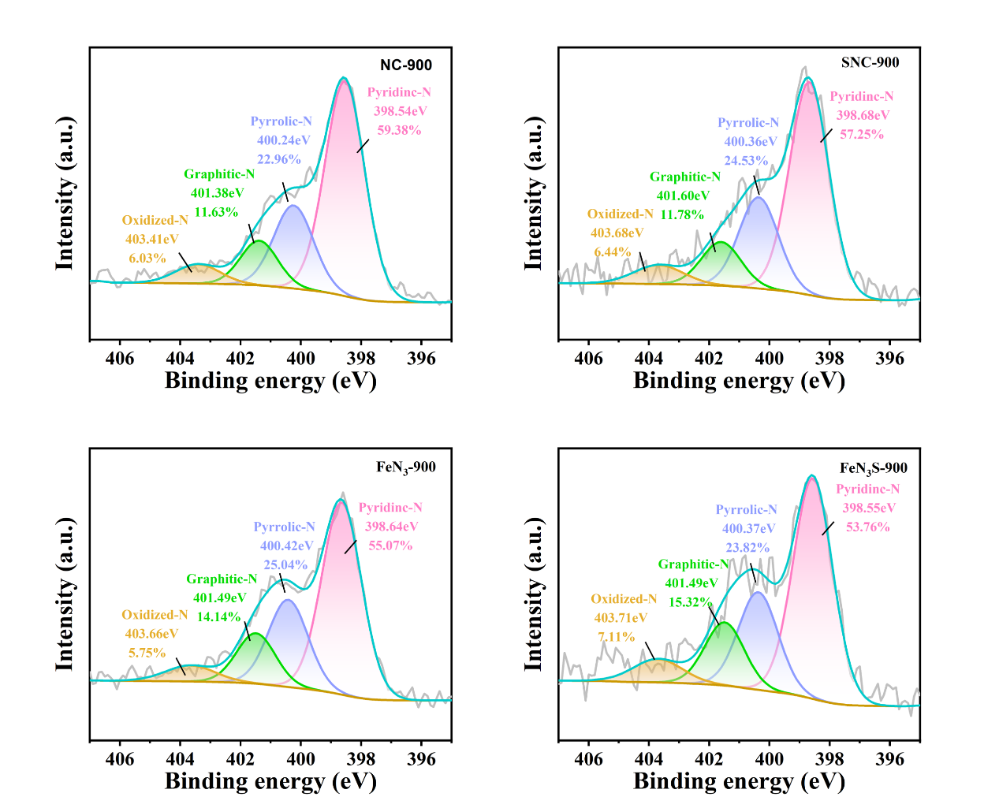 NC-900
Pyridinc-N
398.54eV
59.38%
Pyrrolic-N
400.24eV
22.96%
Graphitic-N
401.38eV
11.63%
Oxidized-N
403.41eV
6.03%
Intensity (a.u.)
406 404 402 400 398 396
Binding energy (eV)
SNC-900
Pyridinc-N
398.68eV
57.25%
Pyrrolic-N
400.36eV
24.53%
Graphitic-N
401.60eV
11.78%
Oxidized-N
403.68eV
6.44%
Intensity (a.u.)
406 404 402 400 398 396
Binding energy (eV)
FeN₃-900
Pyridinc-N
398.64eV
55.07%
Pyrrolic-N
400.42eV
25.04%
Graphitic-N
401.49eV
14.14%
Oxidized-N
403.66eV
5.75%
Intensity (a.u.)
406 404 402 400 398 396
Binding energy (eV)
FeN₃S-900
Pyridinc-N
398.55eV
53.76%
Pyrrolic-N
400.37eV
23.82%
Graphitic-N
401.49eV
15.32%
Oxidized-N
403.71eV
7.11%
Intensity (a.u.)
406 404 402 400 398 396
Binding energy (eV)